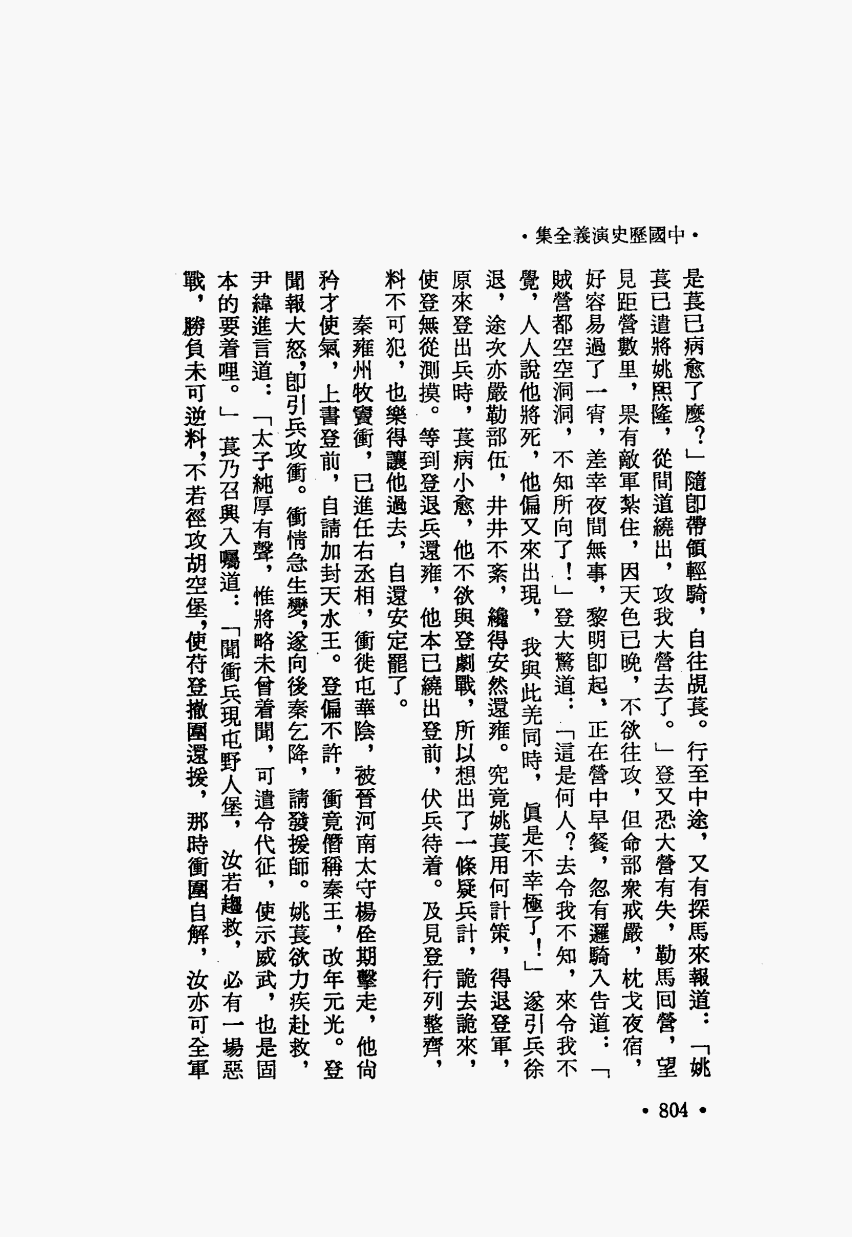 •中國歷史演義全集•
是萇已病愈了麽？」隨卽帶領輕騎，自往覘萇。行至中途，又有探馬來報道：「姚
萇已遣將姚熙隆，從間道繞出，攻我大營去了。」登又恐大營有失，勒馬囘營，望
見距營數里，果有敵軍紮住，因天色已晚，不欲往攻，但命部衆戒嚴，枕戈夜宿，
好容易過了一宵，差幸夜間無事，黎明卽起，正在營中早餐，忽有邏騎入告道：「
賊營都空空洞洞，不知所向了！」登大驚道：「這是何人？去令我不知，來令我不
覺，人人說他將死，他偏又來出現，我與此羌同時，眞是不幸極了！」遂引兵徐
退，途次亦嚴勒部伍，井井不紊，纔得安然還雍。究竟姚萇用何計策，得退登軍，
原來登出兵時，萇病小愈，他不欲與登劇戰，所以想出了一條疑兵計，詭去詭來，
使登無從測摸。等到登退兵還雍，他本已繞出登前，伏兵待着。及見登行列整齊，
料不可犯，也樂得讓他過去，自還安定罷了。
秦雍州牧竇衝，已進任右丞相，衝徙屯華陰，被晉河南太守楊佺期擊走，他尙
矜才使氣，上書登前，自請加封天水王。登偏不許，衝竟僭稱秦王，改年元光。登
聞報大怒，卽引兵攻衝。衝情急生變，遂向後秦乞降，請發援師。姚萇欲力疾赴救，
尹緯進言道：「太子純厚有聲，惟將略未曾着聞，可遣令代征，使示威武，也是固
本的要着哩。」萇乃召興入囑道：「聞衝兵現屯野人堡，汝若趨救，必有一場惡
戰，勝負未可逆料，不若徑攻胡空堡，使苻登撤圍還援，那時衝圍自解，汝亦可全軍
•804•